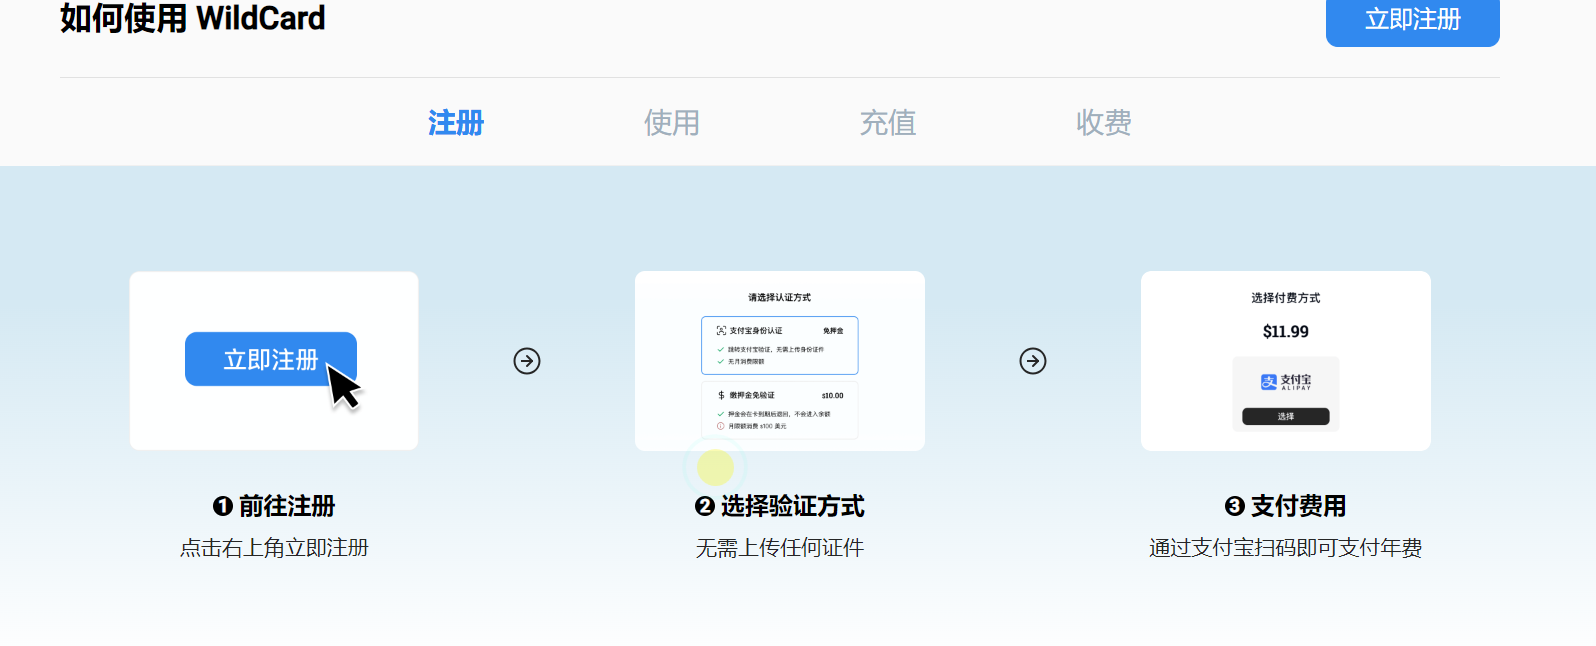 如何使用 WildCard
立即注册
注册
使用
充值
收费
立即注册
请选择认证方式
支付宝身份认证
免押金
跳转支付宝验证，无需上传身份证件
无月消费限额
缴押金免验证
$10.00
押金会在卡到期后退回，不会进入余额
月限额消费 $100 美元
选择付费方式
$11.99
支付宝
ALIPAY
选择
❶ 前往注册
点击右上角立即注册
❷ 选择验证方式
无需上传任何证件
❸ 支付费用
通过支付宝扫码即可支付年费